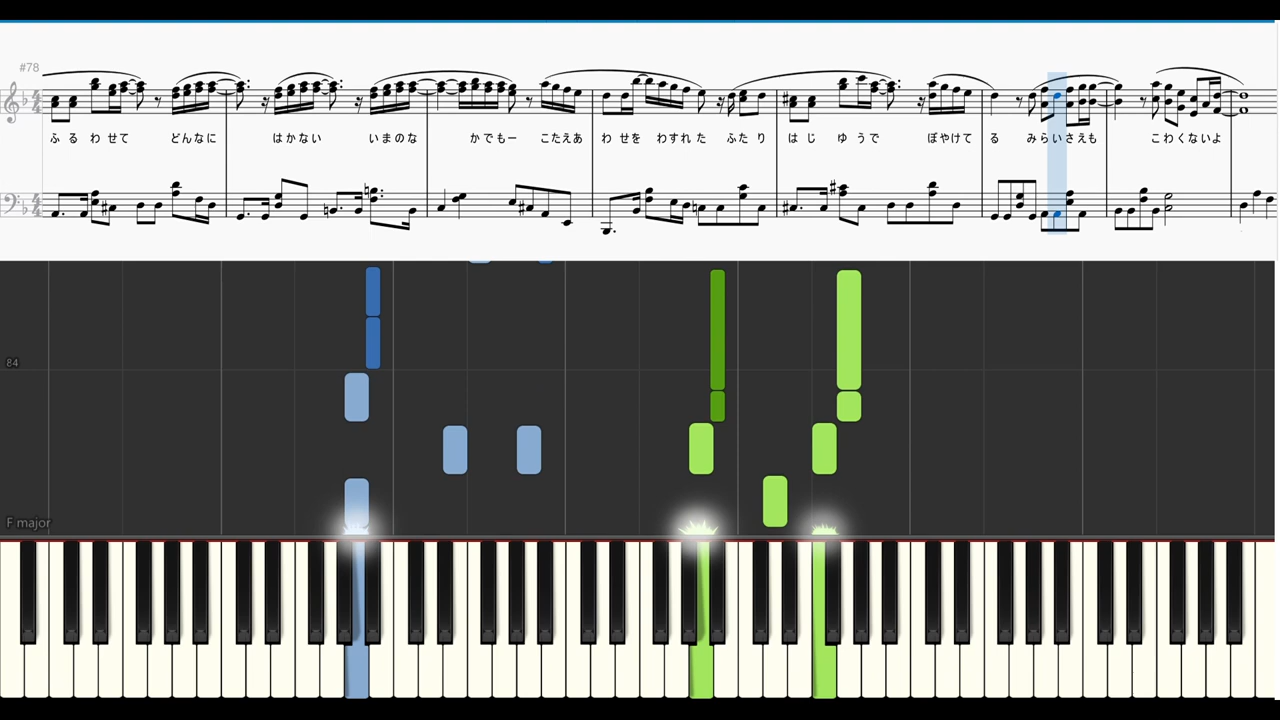 #78
ふる わせて どんなに はかない いまのな かでもー こたえあ わ せを わすれた ふたり はじ ゆうで ぼやけて る みらいさえも こわくないよ
84
F major